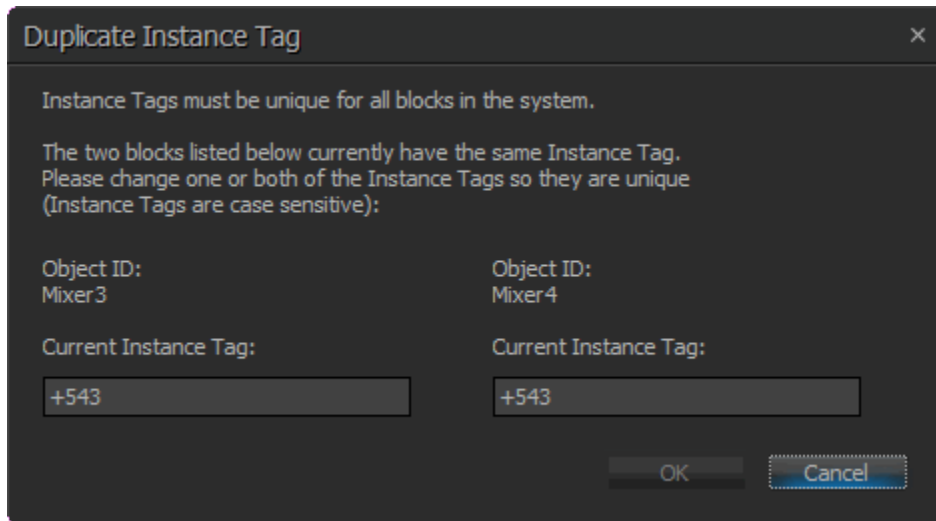 Duplicate Instance Tag
Instance Tags must be unique for all blocks in the system.
The two blocks listed below currently have the same Instance Tag.
Please change one or both of the Instance Tags so they are unique
(Instance Tags are case sensitive):
Object ID:
Mixer3
Object ID:
Mixer4
Current Instance Tag:
+543
Current Instance Tag:
+543
OK
Cancel